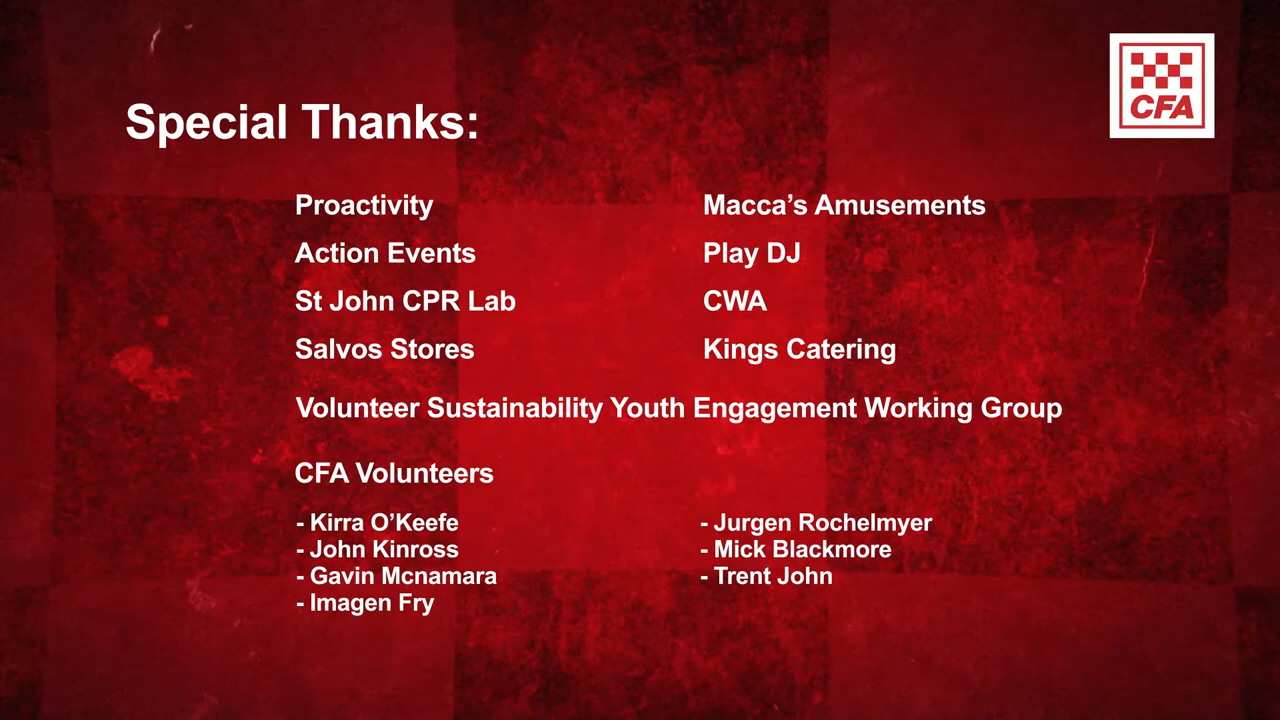 CFA
Special Thanks:
Proactivity
Macca’s Amusements
Action Events
Play DJ
St John CPR Lab
CWA
Salvos Stores
Kings Catering
Volunteer Sustainability Youth Engagement Working Group
CFA Volunteers
- Kirra O’Keefe
- John Kinross
- Gavin Mcnamara
- Imagen Fry
- Jurgen Rochelmyer
- Mick Blackmore
- Trent John